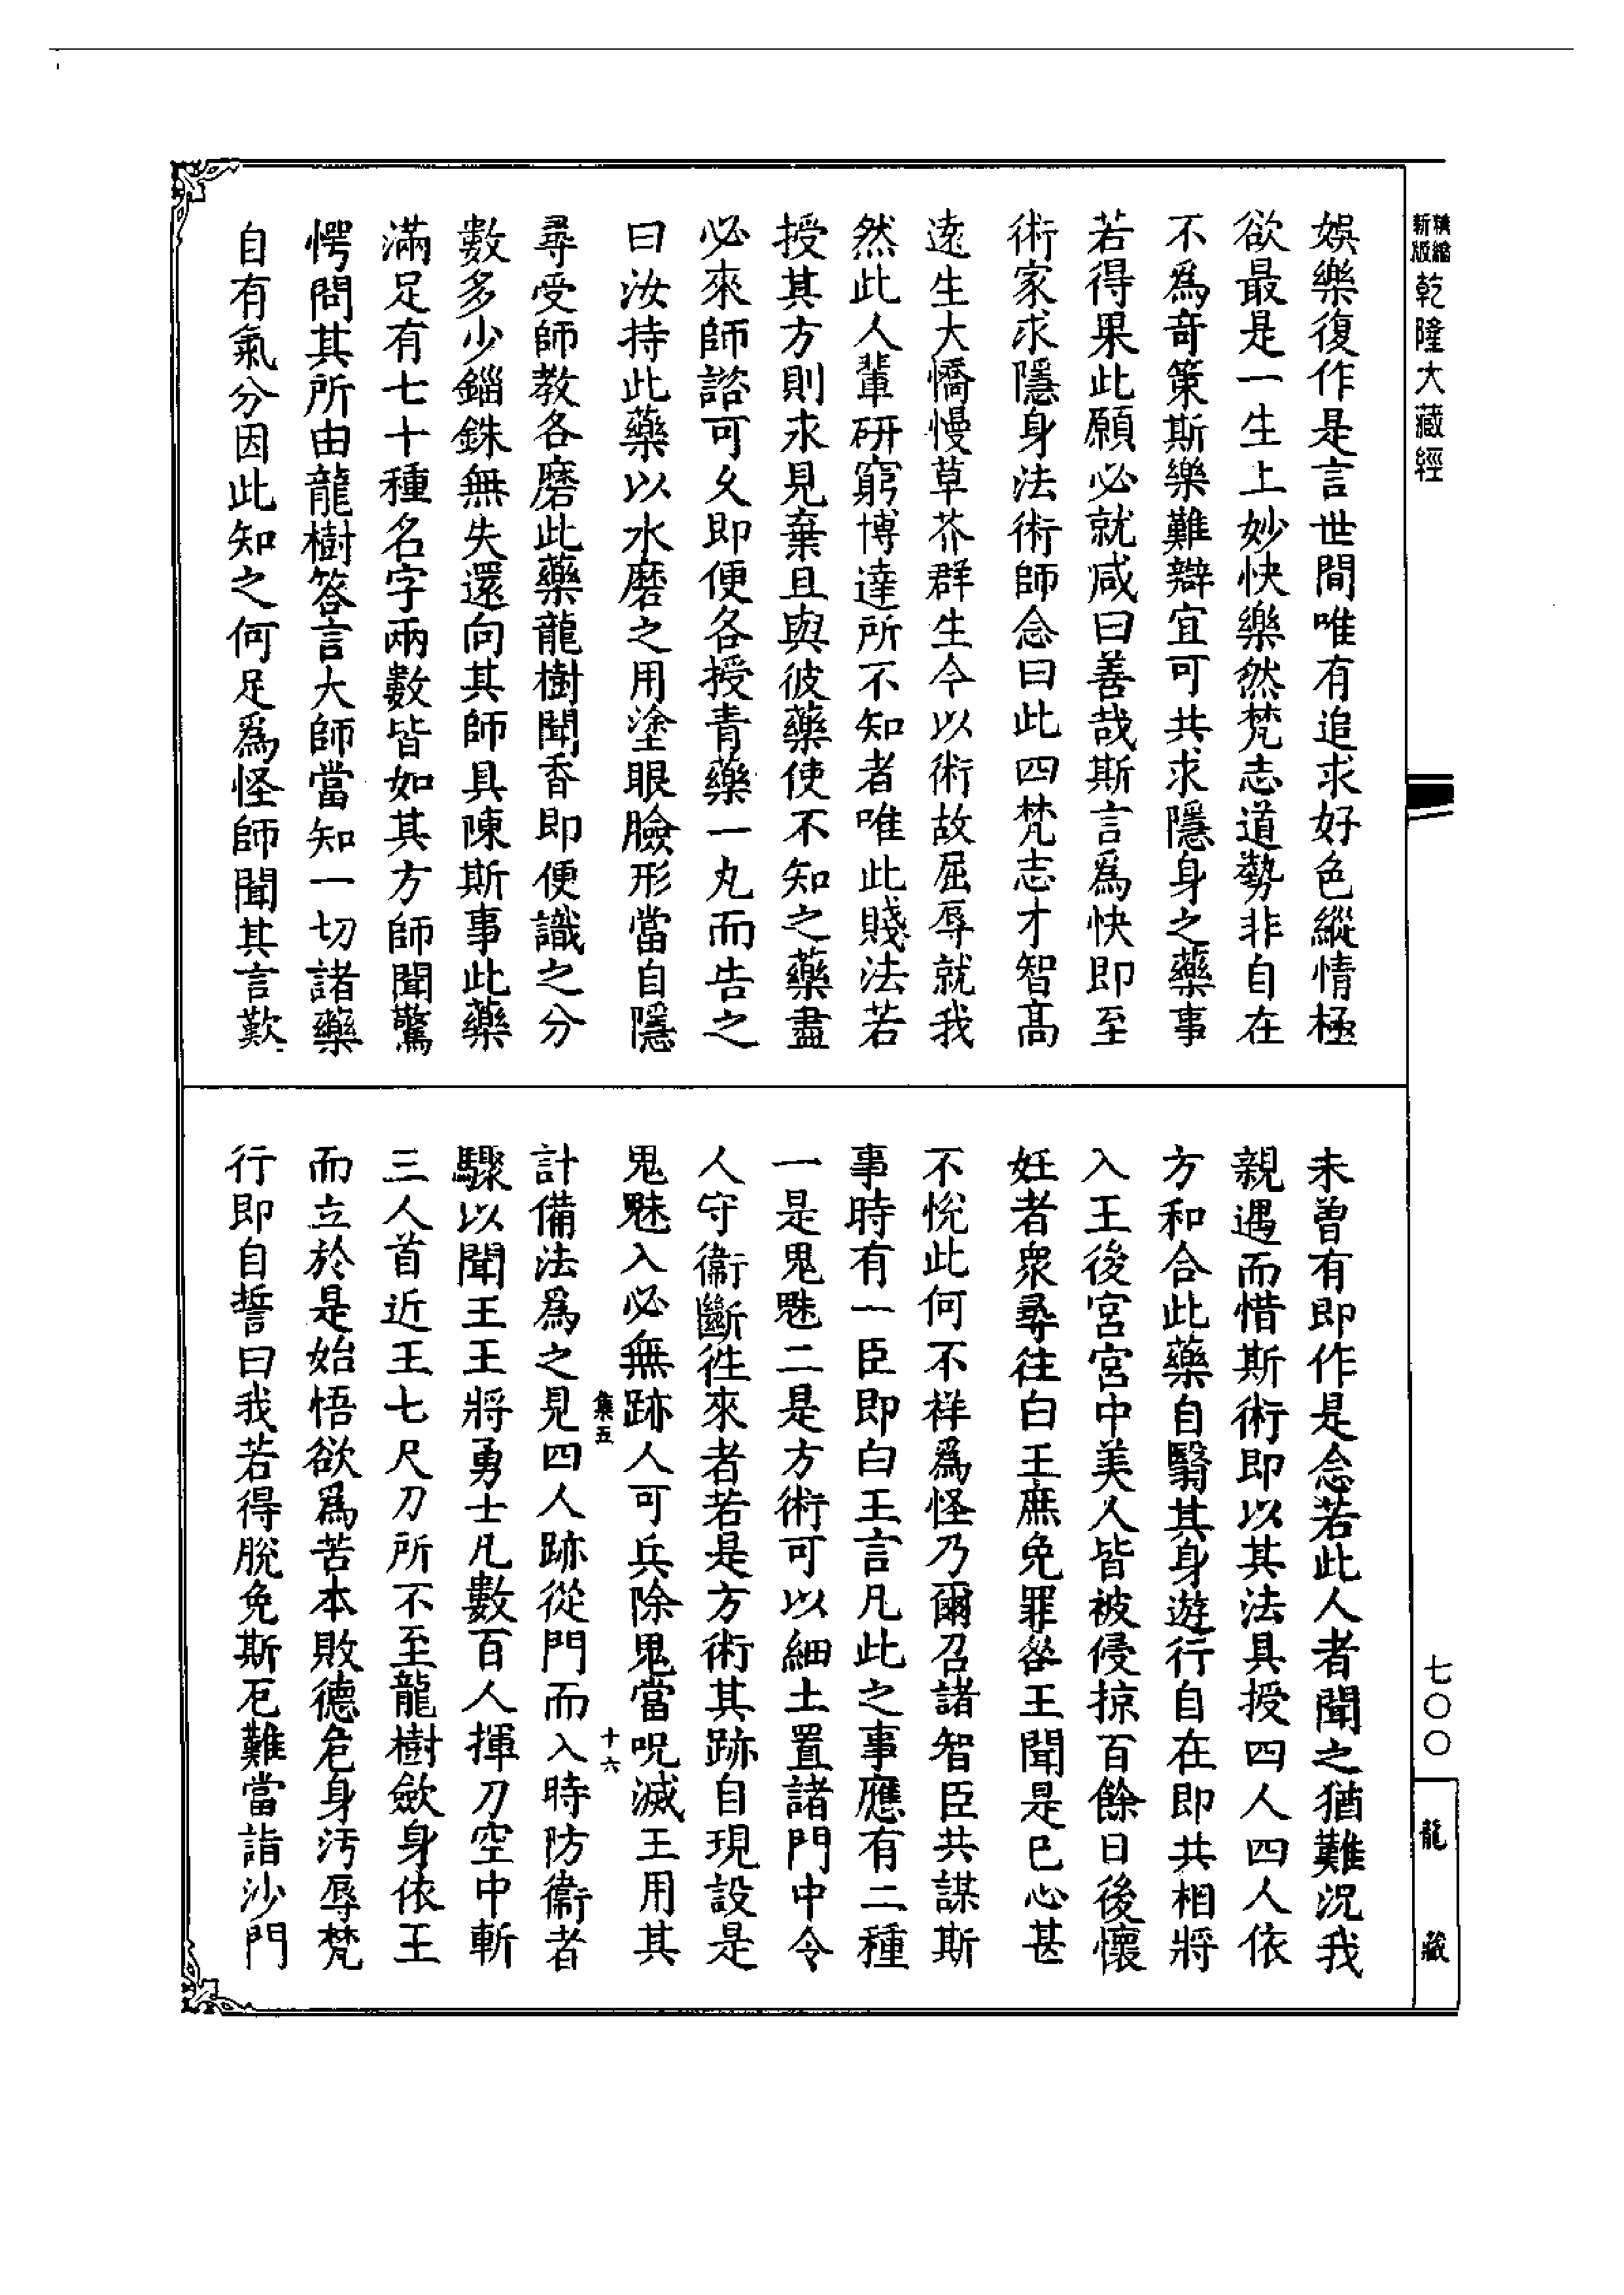 精縮新版乾隆大藏經
娛樂復作是言世間唯有追求好色縱情極
欲最是一生上妙快樂然梵志道勢非自在
不爲奇策斯樂難辯宜可共求隱身之藥事
若得果此願必就咸曰善哉斯言爲快即至
術家求隱身法術師念曰此四梵志才智高
遠生大憍慢草芥群生今以術故屈辱就我
然此人輩研窮博達所不知者唯此賤法若
授其方則永見棄且與彼藥使不知之藥盡
必來師諮可久即便各授青藥一丸而告之
曰汝持此藥以水磨之用塗眼臉形當自隱
尋受師教各磨此藥龍樹聞香即便識之分
數多少錙銖無失還向其師具陳斯事此藥
滿足有七十種名字兩數皆如其方師聞驚
愕問其所由龍樹答言大師當知一切諸藥
自有氣分因此知之何足爲怪師聞其言歎
未曾有即作是念若此人者聞之猶難況我
親遇而惜斯術即以其法具授四人四人依
方和合此藥自翳其身遊行自在即共相將
入王後宮宮中美人皆被侵掠百餘日後懷
妊者衆尋往白王庶免罪咎王聞是已心甚
不悅此何不祥爲怪乃爾召諸智臣共謀斯
事時有一臣即白王言凡此之事應有二種
一是鬼魅二是方術可以細土置諸門中令
人守衞斷徃來者若是方術其跡自現設是
鬼魅入必無跡人可兵除鬼當呪滅王用其
計備法爲之見四人跡從門而入時防衞者
驟以聞王王將勇士凡數百人揮刀空中斬
三人首近王七尺刀所不至龍樹歛身依王
而立於是始悟欲爲苦本敗德危身汚辱梵
行即自誓曰我若得脫免斯厄難當詣沙門
集五
十六
七〇〇
龍藏